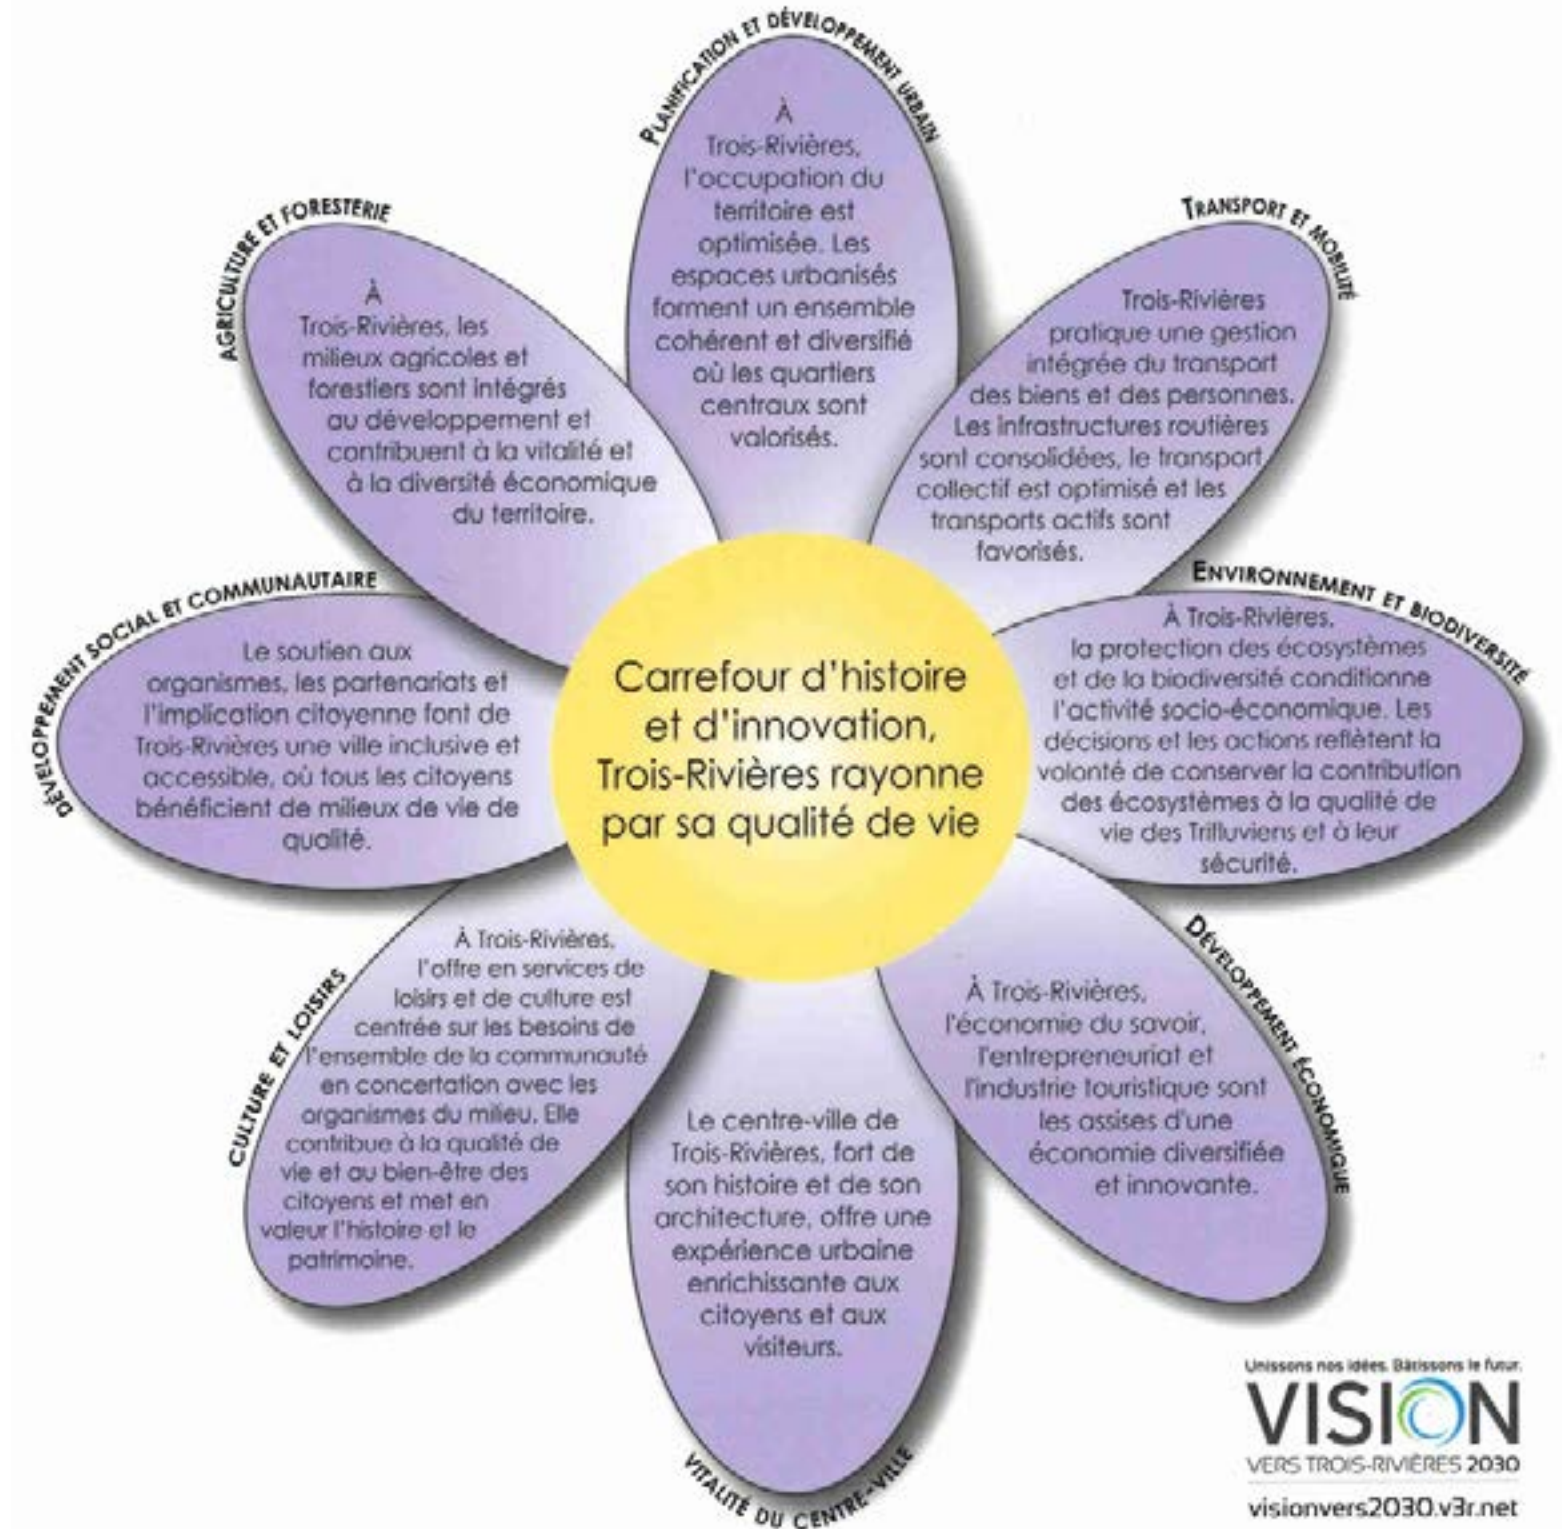 PLANIFICATION ET DÉVELOPPEMENT URBAIN
À
Trois-Rivières,
l'occupation du
territoire est
optimisée. Les
espaces urbanisés
forment un ensemble
cohérent et diversifié
où les quartiers
centraux sont
valorisés.
TRANSPORT ET MOBILITÉ
Trois-Rivières
pratique une gestion
intégrée du transport
des biens et des personnes.
Les infrastructures routières
sont consolidées, le transport
collectif est optimisé et les
transports actifs sont
favorisés.
ENVIRONNEMENT ET BIODIVERSITÉ
À Trois-Rivières,
la protection des écosystèmes
et de la biodiversité conditionne
l'activité socio-économique. Les
décisions et les actions reflètent la
volonté de conserver la contribution
des écosystèmes à la qualité de
vie des Trifluviens et à leur
sécurité.
DÉVELOPPEMENT ÉCONOMIQUE
À Trois-Rivières,
l'économie du savoir,
l'entrepreneuriat et
l'industrie touristique sont
les assises d'une
économie diversifiée
et innovante.
VITALITÉ DU CENTRE-VILLE
Le centre-ville de
Trois-Rivières, fort de
son histoire et de son
architecture, offre une
expérience urbaine
enrichissante aux
citoyens et aux
visiteurs.
CULTURE ET LOISIRS
À Trois-Rivières,
l'offre en services de
loisirs et de culture est
centrée sur les besoins de
l'ensemble de la communauté
en concertation avec les
organismes du milieu. Elle
contribue à la qualité de
vie et au bien-être des
citoyens et met en
valeur l'histoire et le
patrimoine.
DÉVELOPPEMENT SOCIAL ET COMMUNAUTAIRE
Le soutien aux
organismes, les partenariats et
l'implication citoyenne font de
Trois-Rivières une ville inclusive et
accessible, où tous les citoyens
bénéficient de milieux de vie de
qualité.
AGRICULTURE ET FORESTERIE
À
Trois-Rivières, les
milieux agricoles et
forestiers sont intégrés
au développement et
contribuent à la vitalité et
à la diversité économique
du territoire.
Carrefour d'histoire
et d'innovation,
Trois-Rivières rayonne
par sa qualité de vie
Unissons nos idées. Bâtissons le futur.
VISION
VERS TROIS-RIVIÈRES 2030
visionvers2030.v3r.net